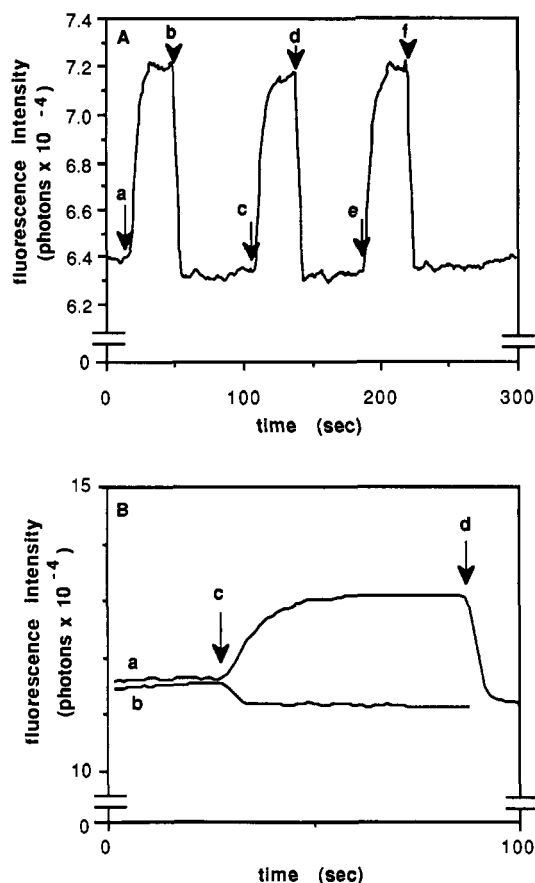 A
fluorescence intensity
(photons x 10 -4)
7.4
7.2
7.0
6.8
6.6
6.4
6.2
0
a
b
c
d
e
f
0
100
200
300
time (sec)
B
fluorescence intensity
(photons x 10 -4)
15
10
0
a
b
c
d
0
100
time (sec)